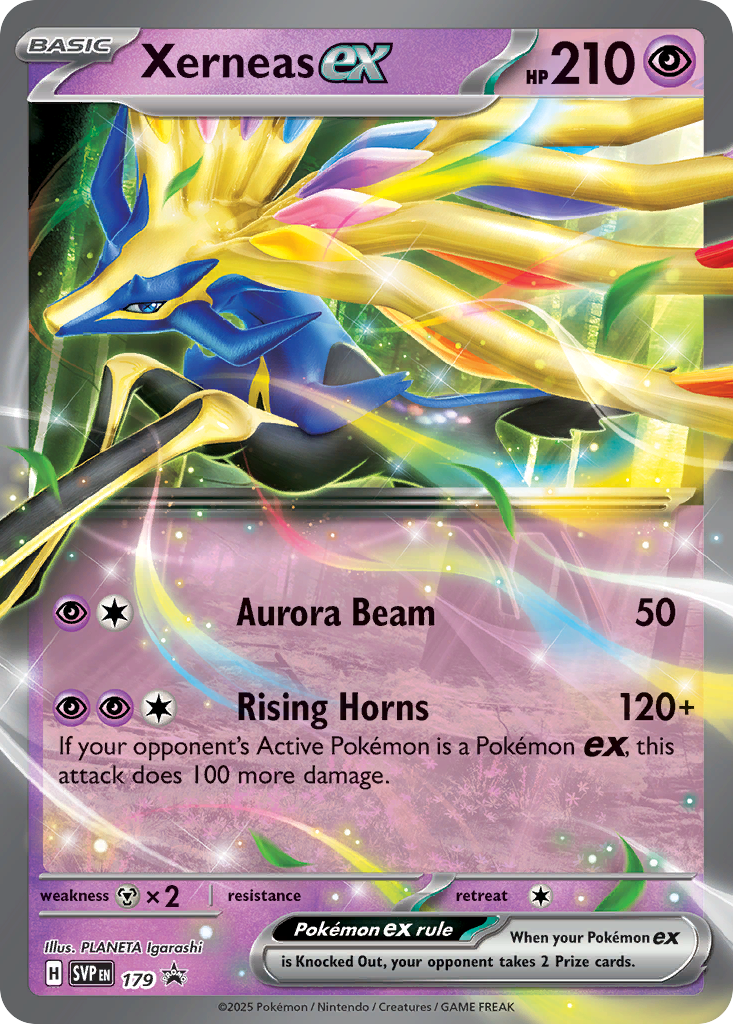 BASIC
Xerneas ex
HP 210
Aurora Beam 50
Rising Horns 120+
If your opponent's Active Pokémon is a Pokémon ex, this
attack does 100 more damage.
weakness ×2 resistance retreat
Illus. PLANETA Igarashi
Pokémon ex rule
When your Pokémon ex
is Knocked Out, your opponent takes 2 Prize cards.
H SVP EN 179 PROMO
©2025 Pokémon / Nintendo / Creatures / GAME FREAK